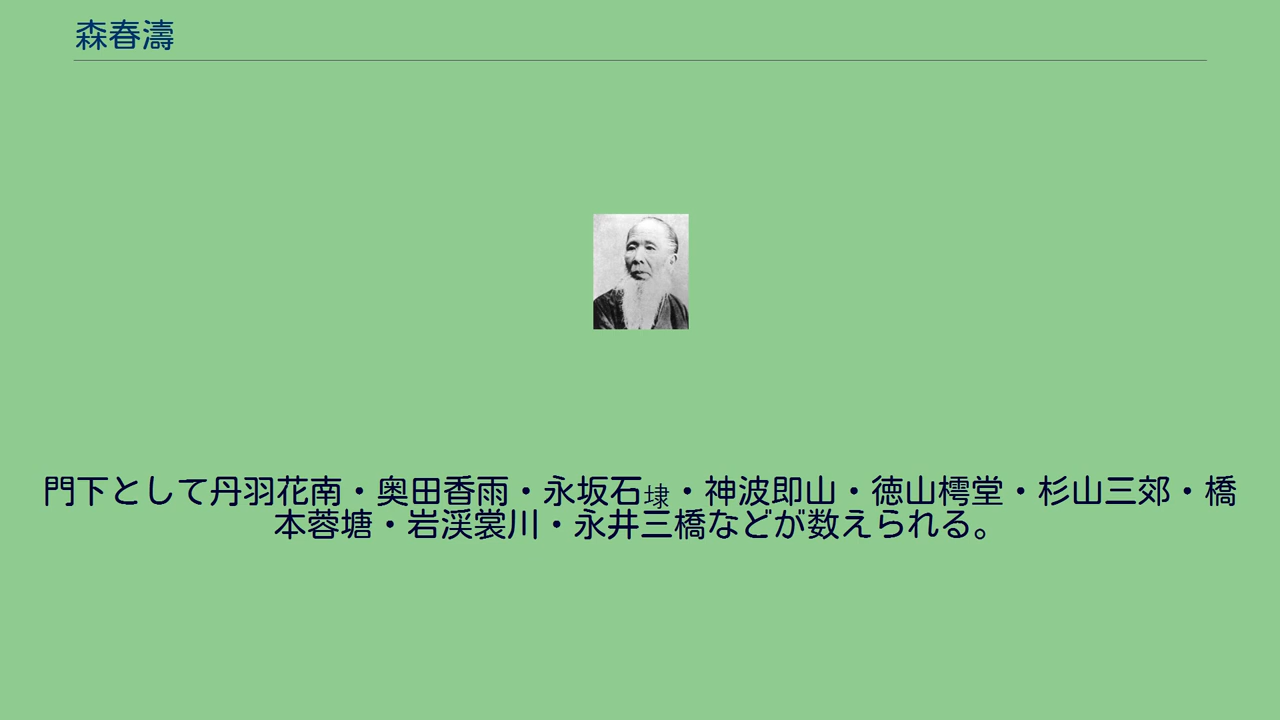 森春濤
門下として丹羽花南・奥田香雨・永坂石埭・神波即山・徳山樗堂・杉山三郊・橋
本蓉塘・岩渓裳川・永井三橋などが数えられる。